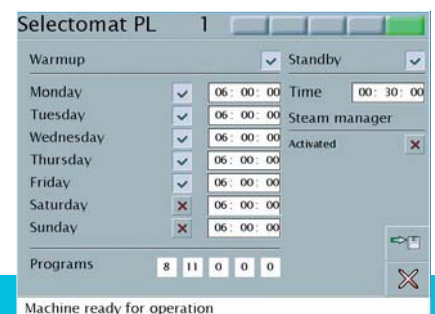 Selectomat PL 1
Warmup
Monday 06: 00: 00
Tuesday 06: 00: 00
Wednesday 06: 00: 00
Thursday 06: 00: 00
Friday 06: 00: 00
Saturday 06: 00: 00
Sunday 06: 00: 00
Programs 8 11 0 0 0
Standby
Time 00: 30: 00
Steam manager
Activated
Machine ready for operation